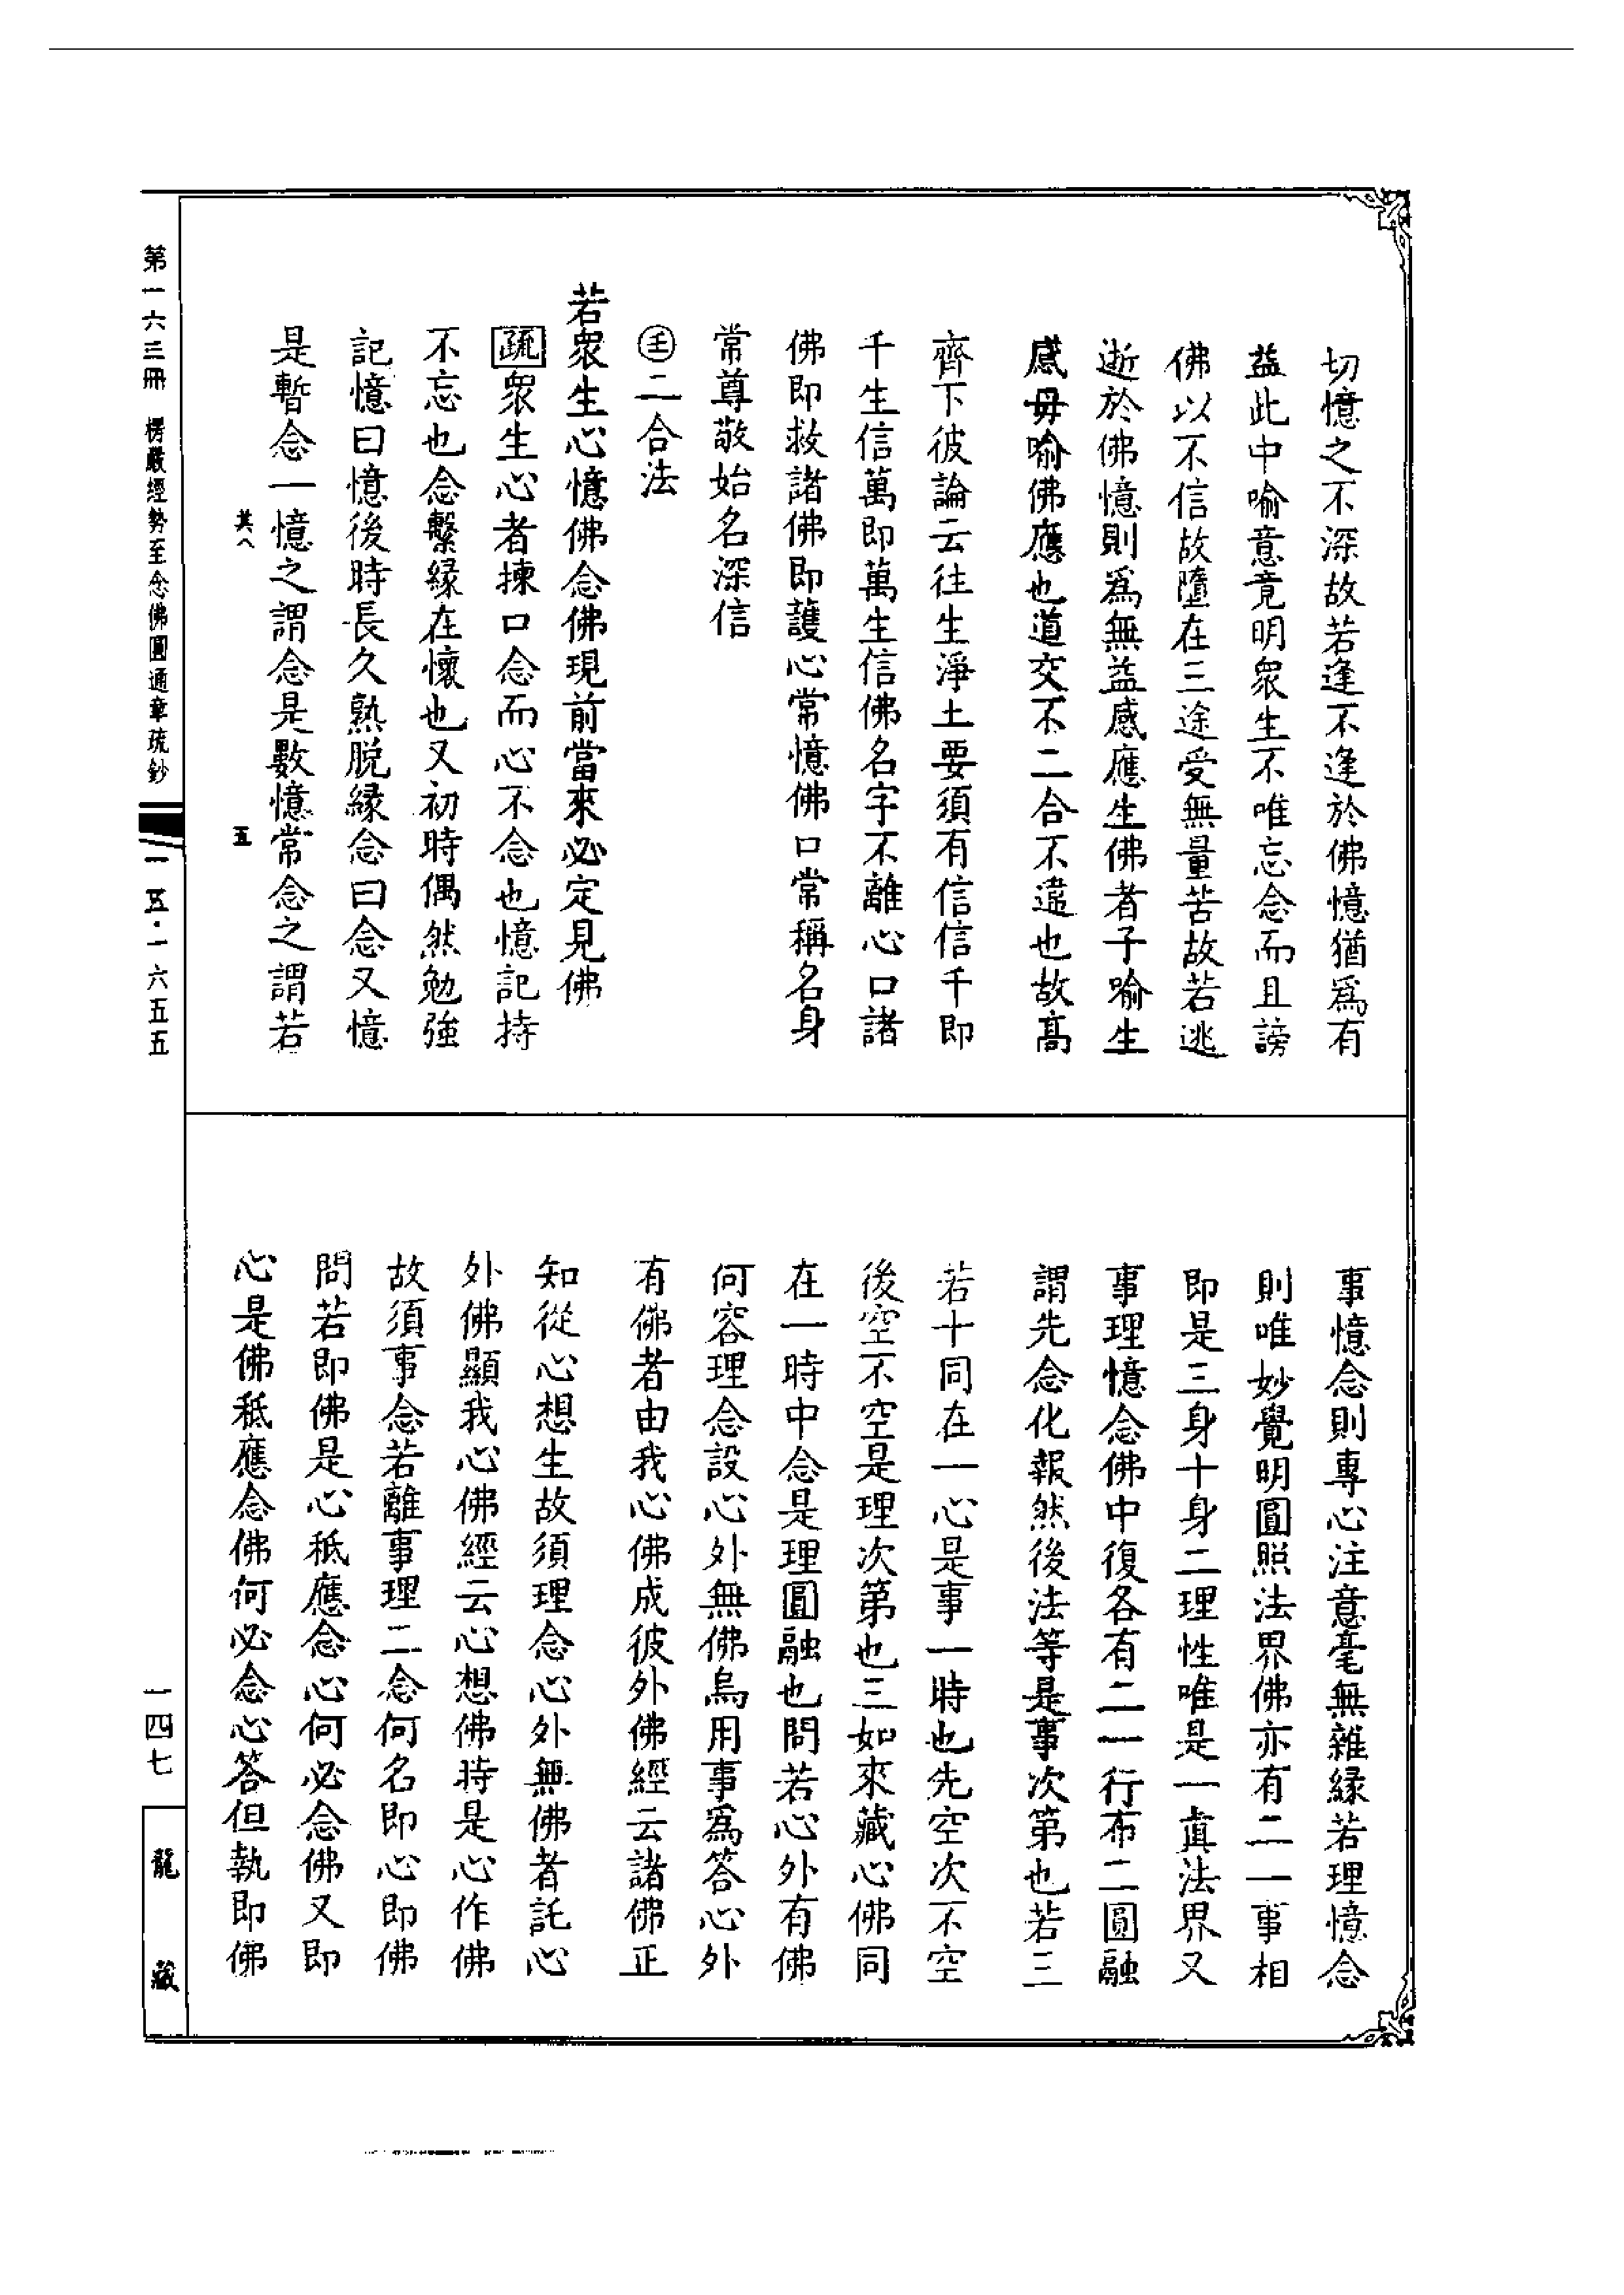 切憶之不深故若逢不逢於佛憶猶爲有
益此中喻意竟明眾生不唯忘念而且謗
佛以不信故墮在三途受無量苦故若逃
逝於佛憶則爲無益感應生佛者子喻生
感毋喻佛應也道交不二合不違也故髙
齊下彼論云往生淨土要須有信信千即
千生信萬即萬生信佛名字不離心口諸
佛即救諸佛即護心常憶佛口常稱名身
常尊敬始名深信
㊅二合法
若眾生心憶佛念佛現前當來必定見佛
疏眾生心者揀口念而心不念也憶記持
不忘也念繫緣在懷也又初時偶然勉強
記憶曰憶後時長久熟脫緣念曰念又憶
是暫念一憶之謂念是數憶常念之謂若
其八
五
事憶念則專心注意毫無雜緣若理憶念
則唯妙覺明圓照法界佛亦有二一事相
即是三身十身二理性唯是一真法界又
事理憶念佛中復各有二一行布二圓融
謂先念化報然後法等是事次第也若三
若十同在一心是事一時也先空次不空
後空不空是理次第也三如來藏心佛同
在一時中念是理圓融也問若心外有佛
何容理念設心外無佛烏用事爲答心外
有佛者由我心佛成彼外佛經云諸佛正
知從心想生故須理念心外無佛者託心
外佛顯我心佛經云心想佛時是心作佛
故須事念若離事理二念何名即心即佛
問若即佛是心秪應念心何必念佛又即
心是佛秪應念佛何必念心答但執即佛
第一六三冊 楞嚴經勢至念佛圓通章疏鈔
一五·一六五五
一四七
龍藏